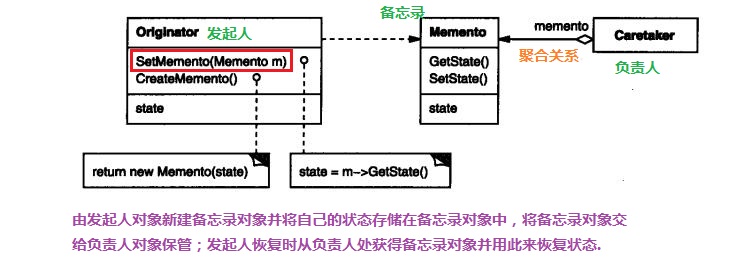 备忘录
Originator 发起人
Memento
memento
Caretaker
SetMemento(Memento m)
CreateMemento()
GetState()
SetState()
聚合关系
负责人
state
state
return new Memento(state)
state = m->GetState()
由发起人对象新建备忘录对象并将自己的状态存储在备忘录对象中，将备忘录对象交
给负责人对象保管；发起人恢复时从负责人处获得备忘录对象并用此来恢复状态.